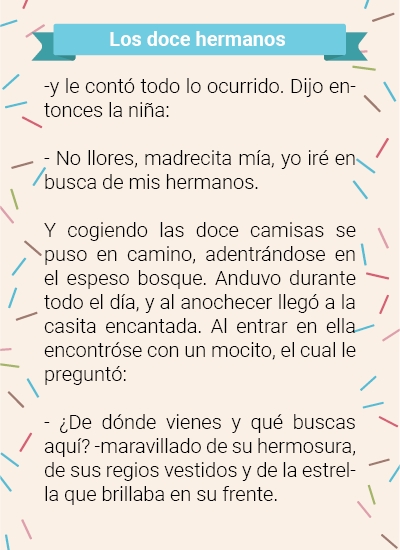 Los doce hermanos
-y le contó todo lo ocurrido. Dijo en-
tonces la niña:
- No llores, madrecita mía, yo iré en
busca de mis hermanos.
Y cogiendo las doce camisas se
puso en camino, adentrándose en
el espeso bosque. Anduvo durante
todo el día, y al anochecer llegó a la
casita encantada. Al entrar en ella
encontróse con un mocito, el cual le
preguntó:
- ¿De dónde vienes y qué buscas
aquí? -maravillado de su hermosura,
de sus regios vestidos y de la estrel-
la que brillaba en su frente.